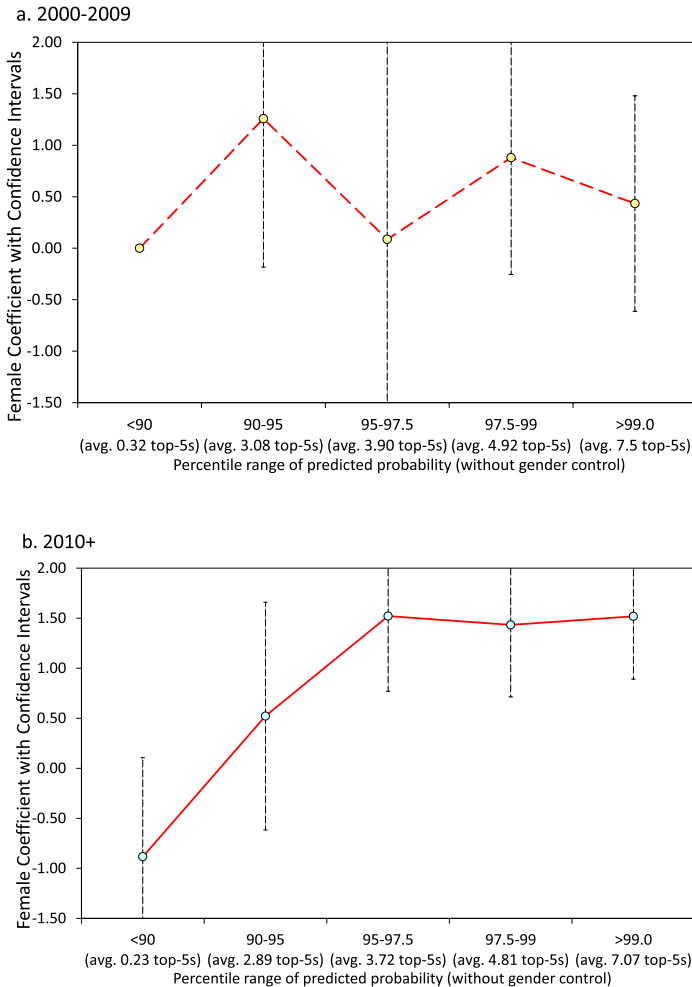 a. 2000-2009
Female Coefficient with Confidence Intervals
2.00
1.50
1.00
0.50
0.00
-0.50
-1.00
-1.50
<90 90-95 95-97.5 97.5-99 >99.0
(avg. 0.32 top-5s) (avg. 3.08 top-5s) (avg. 3.90 top-5s) (avg. 4.92 top-5s) (avg. 7.5 top-5s)
Percentile range of predicted probability (without gender control)
b. 2010+
Female Coefficient with Confidence Intervals
2.00
1.50
1.00
0.50
0.00
-0.50
-1.00
-1.50
<90 90-95 95-97.5 97.5-99 >99.0
(avg. 0.23 top-5s) (avg. 2.89 top-5s) (avg. 3.72 top-5s) (avg. 4.81 top-5s) (avg. 7.07 top-5s)
Percentile range of predicted probability (without gender control)